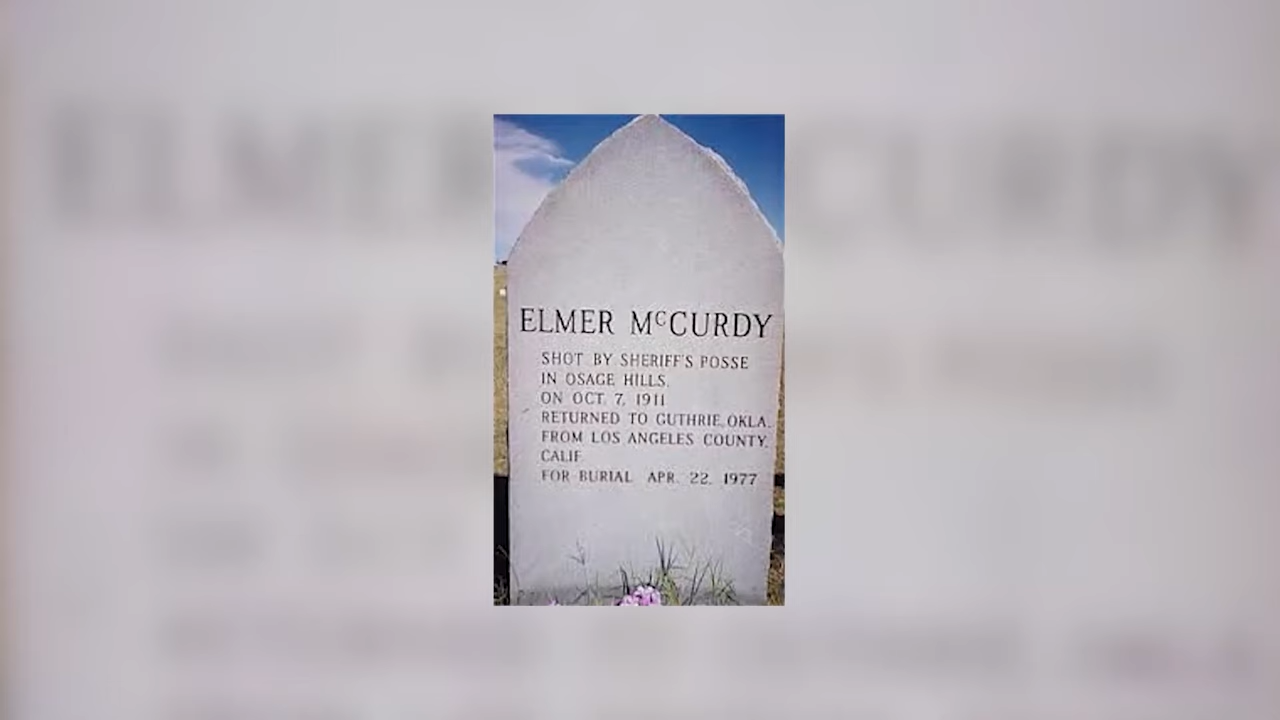 ELMER McCURDY
SHOT BY SHERIFF'S POSSE
IN OSAGE HILLS.
ON OCT. 7, 1911
RETURNED TO GUTHRIE, OKLA.
FROM LOS ANGELES COUNTY,
CALIF.
FOR BURIAL APR. 22, 1977